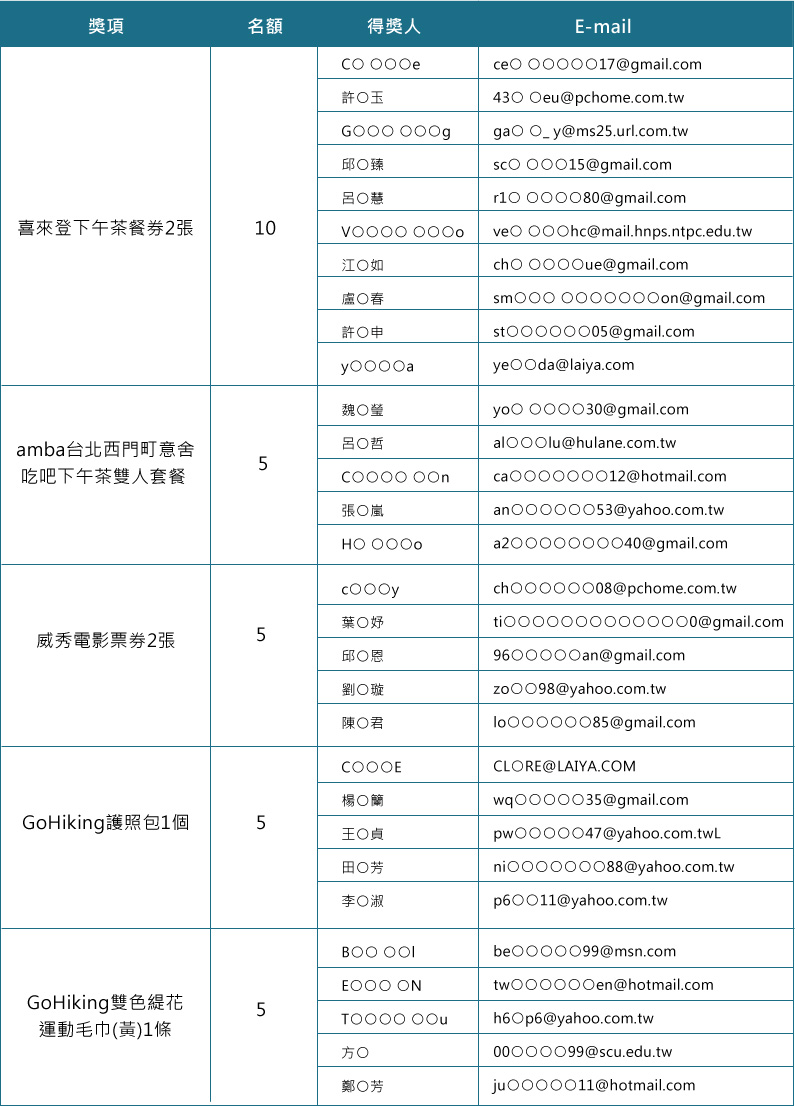 獎項 名額 得獎人 E-mail
C○ ○○○e ce○ ○○○○○17@gmail.com
許○玉 43○ ○eu@pchome.com.tw
G○○○ ○○○g ga○ ○_ y@ms25.url.com.tw
邱○臻 sc○ ○○○15@gmail.com
呂○慧 r1○ ○○○○80@gmail.com
喜來登下午茶餐券2張 10
V○○○○ ○○○o ve○ ○○○hc@mail.hnps.ntpc.edu.tw
江○如 ch○ ○○○○ue@gmail.com
盧○春 sm○○○ ○○○○○○○on@gmail.com
許○申 st○○○○○○05@gmail.com
y○○○○a ye○○da@laiya.com
魏○瑩 yo○ ○○○○30@gmail.com
呂○哲 al○○○lu@hulane.com.tw
amba台北西門町意舍
吃吧下午茶雙人套餐
5
C○○○○ ○○n ca○○○○○○○12@hotmail.com
張○嵐 an○○○○○○53@yahoo.com.tw
H○ ○○○o a2○○○○○○○○40@gmail.com
c○○○y ch○○○○○○08@pchome.com.tw
葉○妤 ti○○○○○○○○○○○○○0@gmail.com
威秀電影票券2張 5
邱○恩 96○○○○○an@gmail.com
劉○璇 zo○○98@yahoo.com.tw
陳○君 lo○○○○○○85@gmail.com
C○○○E CL○RE@LAIYA.COM
楊○蘭 wq○○○○○35@gmail.com
GoHiking護照包1個 5
王○貞 pw○○○○○47@yahoo.com.twL
田○芳 ni○○○○○○○88@yahoo.com.tw
李○淑 p6○○11@yahoo.com.tw
B○○ ○○l be○○○○○99@msn.com
E○○○ ○N tw○○○○○○en@hotmail.com
GoHiking雙色緹花
運動毛巾(黃)1條
5
T○○○○ ○○u h6○p6@yahoo.com.tw
方○ 00○○○○99@scu.edu.tw
鄭○芳 ju○○○○○11@hotmail.com